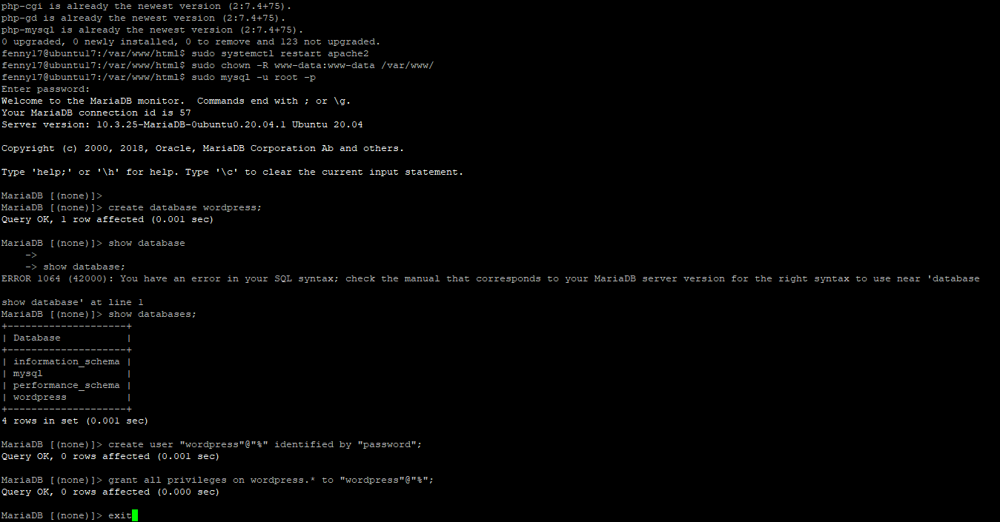 php-cgi is already the newest version (2:7.4+75).
php-gd is already the newest version (2:7.4+75).
php-mysql is already the newest version (2:7.4+75).
0 upgraded, 0 newly installed, 0 to remove and 123 not upgraded.
fenny17@ubuntu17:/var/www/html$ sudo systemctl restart apache2
fenny17@ubuntu17:/var/www/html$ sudo chown -R www-data:www-data /var/www/
fenny17@ubuntu17:/var/www/html$ sudo mysql -u root -p
Enter password:
Welcome to the MariaDB monitor.  Commands end with ; or \g.
Your MariaDB connection id is 57
Server version: 10.3.25-MariaDB-0ubuntu0.20.04.1 Ubuntu 20.04

Copyright (c) 2000, 2018, Oracle, MariaDB Corporation Ab and others.

Type 'help;' or '\h' for help. Type '\c' to clear the current input statement.

MariaDB [(none)]>
MariaDB [(none)]> create database wordpress;
Query OK, 1 row affected (0.001 sec)

MariaDB [(none)]> show database
    ->
    -> show database;
ERROR 1064 (42000): You have an error in your SQL syntax; check the manual that corresponds to your MariaDB server version for the right syntax to use near 'database

show database' at line 1
MariaDB [(none)]> show databases;
+--------------------+
| Database           |
+--------------------+
| information_schema |
| mysql              |
| performance_schema |
| wordpress          |
+--------------------+
4 rows in set (0.001 sec)

MariaDB [(none)]> create user "wordpress"@"%" identified by "password";
Query OK, 0 rows affected (0.001 sec)

MariaDB [(none)]> grant all privileges on wordpress.* to "wordpress"@"%";
Query OK, 0 rows affected (0.000 sec)

MariaDB [(none)]> exit